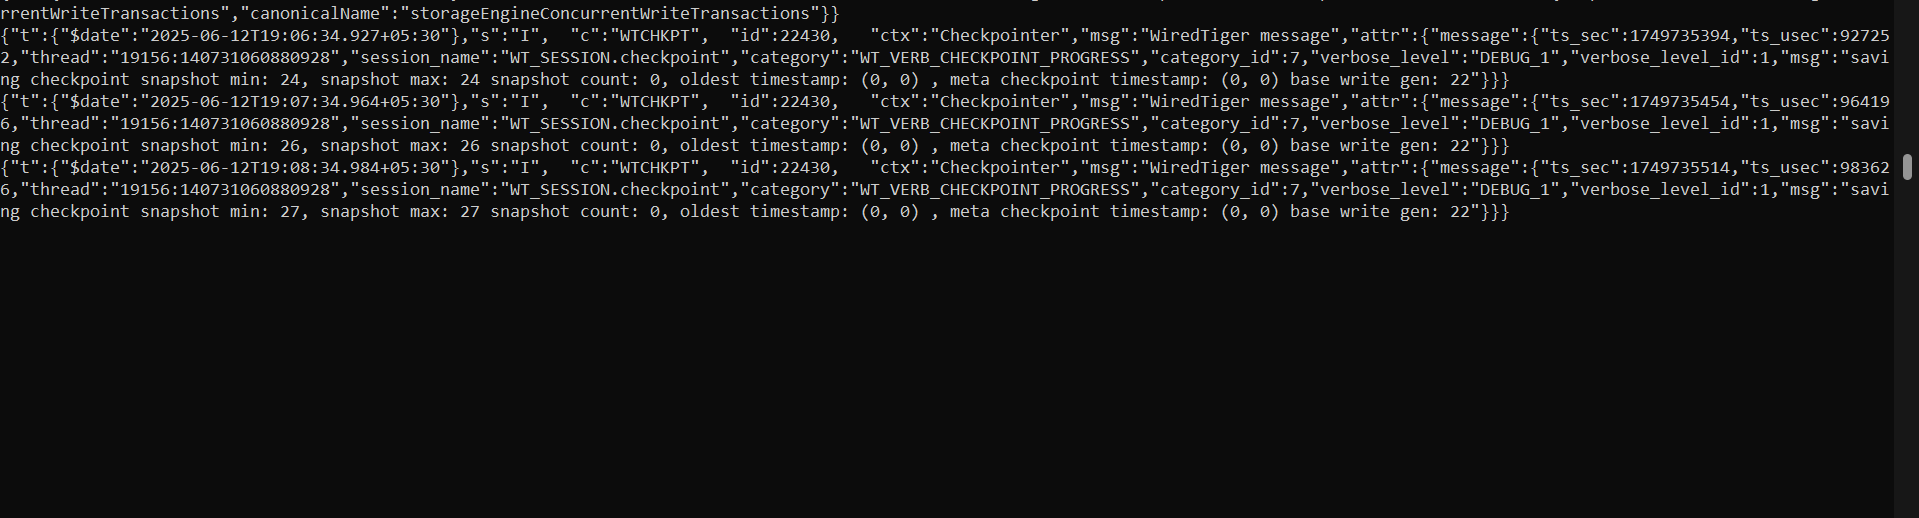 rrentWriteTransactions","canonicalName":"storageEngineConcurrentWriteTransactions"}}
{"t":{"$date":"2025-06-12T19:06:34.927+05:30"},"s":"I",  "c":"WTCHKPT",  "id":22430,   "ctx":"Checkpointer","msg":"WiredTiger message","attr":{"message":{"ts_sec":1749735394,"ts_usec":92725
2,"thread":"19156:140731060880928","session_name":"WT_SESSION.checkpoint","category":"WT_VERB_CHECKPOINT_PROGRESS","category_id":7,"verbose_level":"DEBUG_1","verbose_level_id":1,"msg":"savi
ng checkpoint snapshot min: 24, snapshot max: 24 snapshot count: 0, oldest timestamp: (0, 0) , meta checkpoint timestamp: (0, 0) base write gen: 22"}}}
{"t":{"$date":"2025-06-12T19:07:34.964+05:30"},"s":"I",  "c":"WTCHKPT",  "id":22430,   "ctx":"Checkpointer","msg":"WiredTiger message","attr":{"message":{"ts_sec":1749735454,"ts_usec":96419
6,"thread":"19156:140731060880928","session_name":"WT_SESSION.checkpoint","category":"WT_VERB_CHECKPOINT_PROGRESS","category_id":7,"verbose_level":"DEBUG_1","verbose_level_id":1,"msg":"savi
ng checkpoint snapshot min: 26, snapshot max: 26 snapshot count: 0, oldest timestamp: (0, 0) , meta checkpoint timestamp: (0, 0) base write gen: 22"}}}
{"t":{"$date":"2025-06-12T19:08:34.984+05:30"},"s":"I",  "c":"WTCHKPT",  "id":22430,   "ctx":"Checkpointer","msg":"WiredTiger message","attr":{"message":{"ts_sec":1749735514,"ts_usec":98362
6,"thread":"19156:140731060880928","session_name":"WT_SESSION.checkpoint","category":"WT_VERB_CHECKPOINT_PROGRESS","category_id":7,"verbose_level":"DEBUG_1","verbose_level_id":1,"msg":"savi
ng checkpoint snapshot min: 27, snapshot max: 27 snapshot count: 0, oldest timestamp: (0, 0) , meta checkpoint timestamp: (0, 0) base write gen: 22"}}}